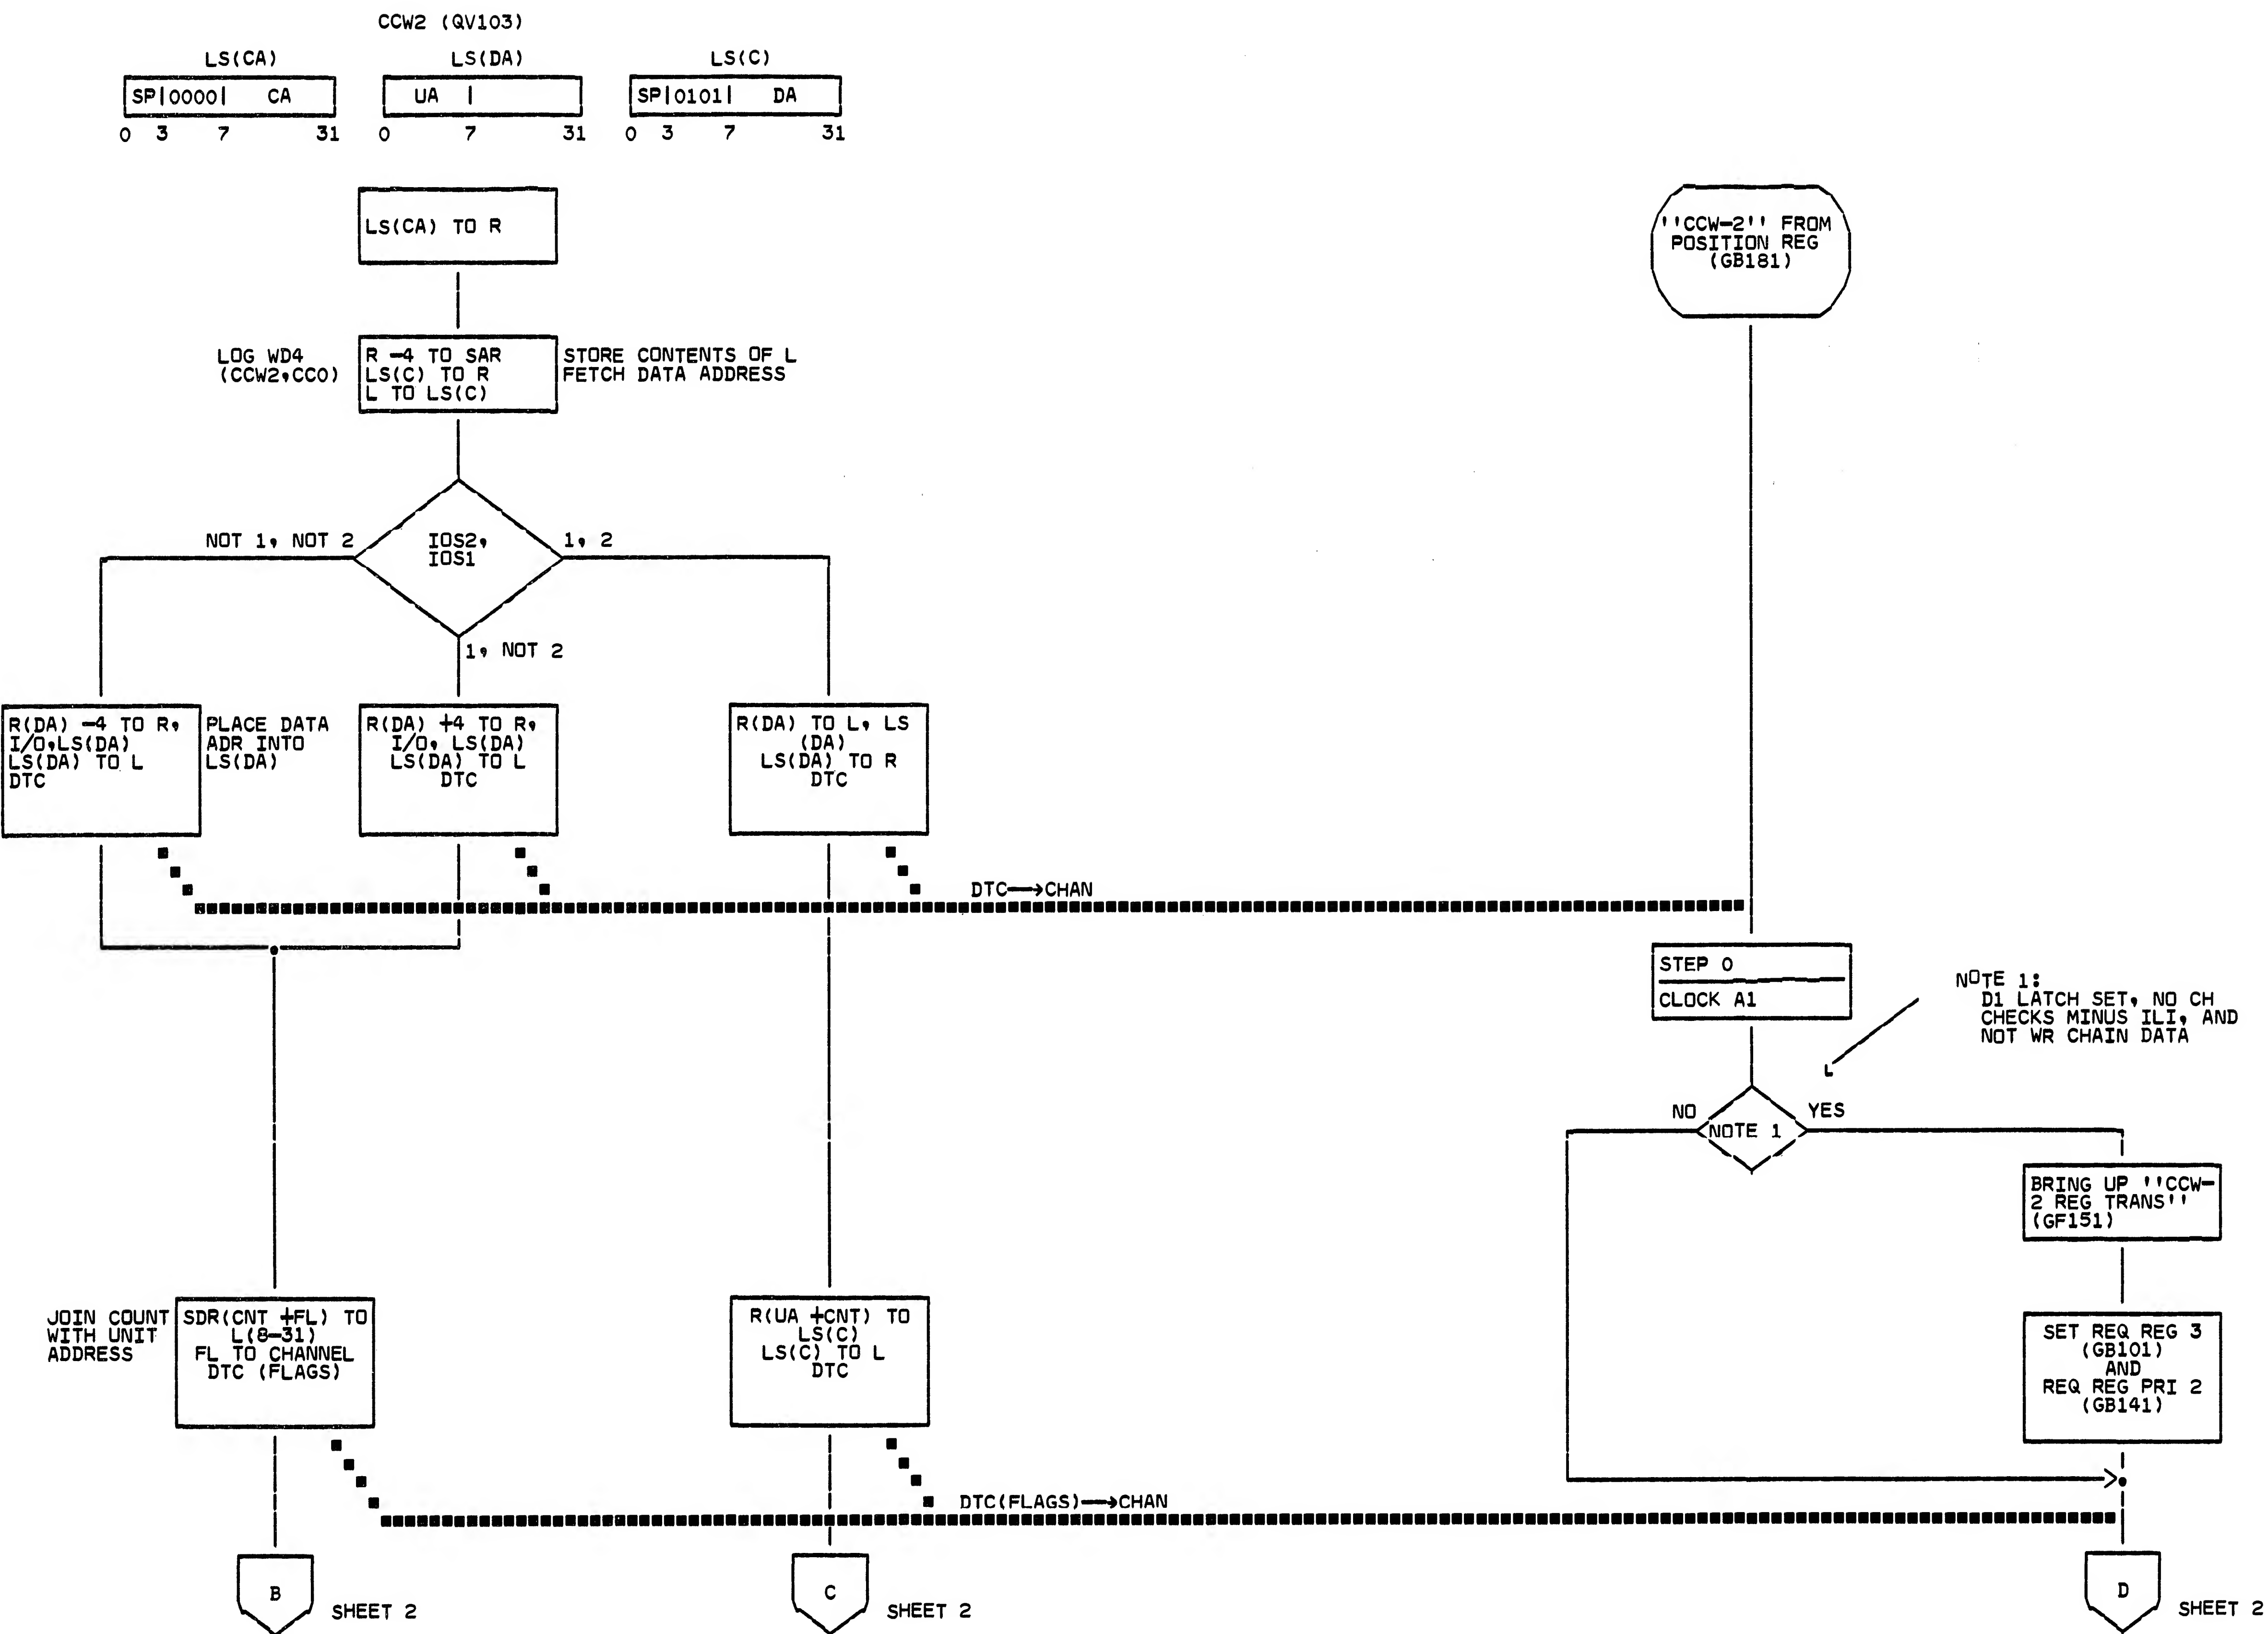 CCW2 (QV103)
LS(CA) LS(DA) LS(C)
SP|0000| CA UA | SP|0101| DA
0 3 7 31 0 7 31 0 3 7 31
LS(CA) TO R
''CCW-2'' FROM
POSITION REG
(GB181)
LOG WD4
(CCW2,CC0)
R -4 TO SAR
LS(C) TO R
L TO LS(C)
STORE CONTENTS OF L
FETCH DATA ADDRESS
NOT 1, NOT 2
IOS2,
IOS1
1, 2
1, NOT 2
R(DA) -4 TO R,
I/O,LS(DA)
LS(DA) TO L
DTC
PLACE DATA
ADR INTO
LS(DA)
R(DA) +4 TO R,
I/O, LS(DA)
LS(DA) TO L
DTC
R(DA) TO L, LS
(DA)
LS(DA) TO R
DTC
DTC→CHAN
STEP 0
CLOCK A1
NOTE 1:
D1 LATCH SET, NO CH
CHECKS MINUS ILI, AND
NOT WR CHAIN DATA
NO
NOTE 1
YES
BRING UP ''CCW-
2 REG TRANS''
(GF151)
JOIN COUNT
WITH UNIT
ADDRESS
SDR(CNT +FL) TO
L(8-31)
FL TO CHANNEL
DTC (FLAGS)
R(UA +CNT) TO
LS(C)
LS(C) TO L
DTC
SET REQ REG 3
(GB101)
AND
REQ REG PRI 2
(GB141)
DTC(FLAGS)→CHAN
B
SHEET 2
C
SHEET 2
D
SHEET 2